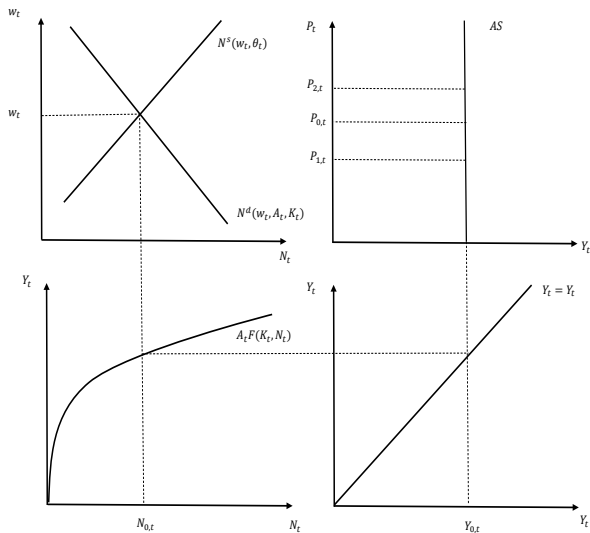 w_t
N^s(w_t, θ_t)
w_t
N^d(w_t, A_t, K_t)
N_t
P_t
AS
P_{2,t}
P_{0,t}
P_{1,t}
Y_t
Y_t
A_tF(K_t, N_t)
N_{0,t}
N_t
Y_t
Y_t = Y_t
Y_{0,t}
Y_t